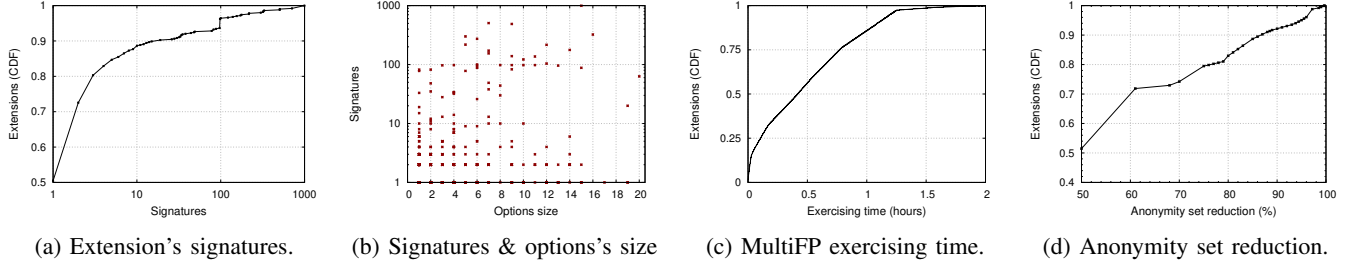 Extensions (CDF)
1
0.9
0.8
0.7
0.6
0.5
1 10 100 1000
Signatures
(a) Extension's signatures.
Signatures
1000
100
10
1
0 2 4 6 8 10 12 14 16 18 20
Options size
(b) Signatures & options's size
Extensions (CDF)
1
0.75
0.5
0.25
0
0 0.5 1 1.5 2
Exercising time (hours)
(c) MultiFP exercising time.
Extensions (CDF)
1
0.9
0.8
0.7
0.6
0.5
0.4
50 60 70 80 90 100
Anonymity set reduction (%)
(d) Anonymity set reduction.